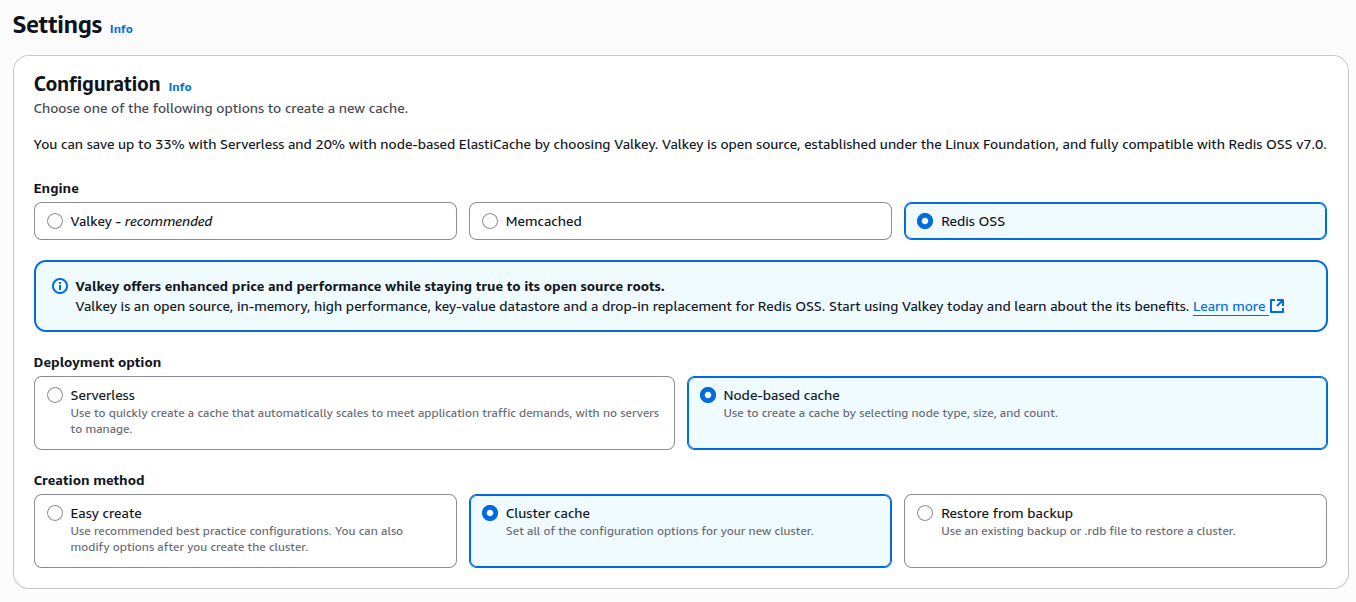 Settings Info
Configuration Info
Choose one of the following options to create a new cache.
You can save up to 33% with Serverless and 20% with node-based ElastiCache by choosing Valkey. Valkey is open source, established under the Linux Foundation, and fully compatible with Redis OSS v7.0.
Engine
Valkey - recommended
Memcached
Redis OSS
Valkey offers enhanced price and performance while staying true to its open source roots.
Valkey is an open source, in-memory, high performance, key-value datastore and a drop-in replacement for Redis OSS. Start using Valkey today and learn about the its benefits. Learn more
Deployment option
Serverless
Use to quickly create a cache that automatically scales to meet application traffic demands, with no servers
to manage.
Node-based cache
Use to create a cache by selecting node type, size, and count.
Creation method
Easy create
Use recommended best practice configurations. You can also
modify options after you create the cluster.
Cluster cache
Set all of the configuration options for your new cluster.
Restore from backup
Use an existing backup or .rdb file to restore a cluster.